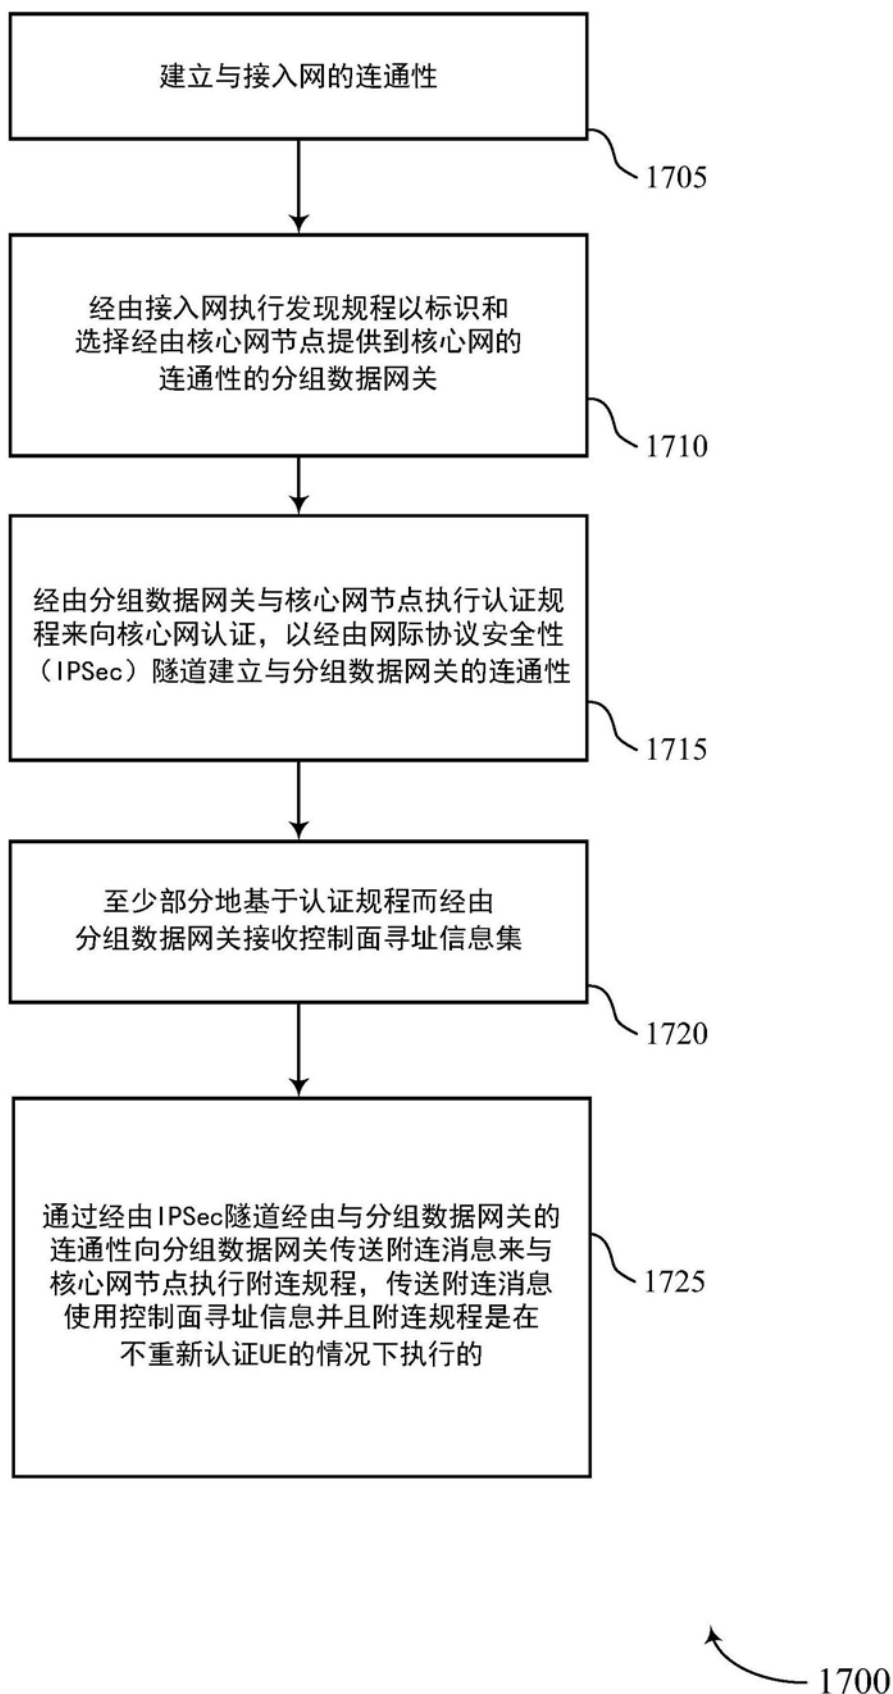 建立与接入网的连通性
1705
经由接入网执行发现规程以标识和
选择经由核心网节点提供到核心网的
连通性的分组数据网关
1710
经由分组数据网关与核心网节点执行认证规
程来向核心网认证，以经由网际协议安全性
（IPSec）隧道建立与分组数据网关的连通性
1715
至少部分地基于认证规程而经由
分组数据网关接收控制面寻址信息集
1720
通过经由IPSec隧道经由与分组数据网关的
连通性向分组数据网关传送附连消息来与
核心网节点执行附连规程，传送附连消息
使用控制面寻址信息并且附连规程是在
不重新认证UE的情况下执行的
1725
1700